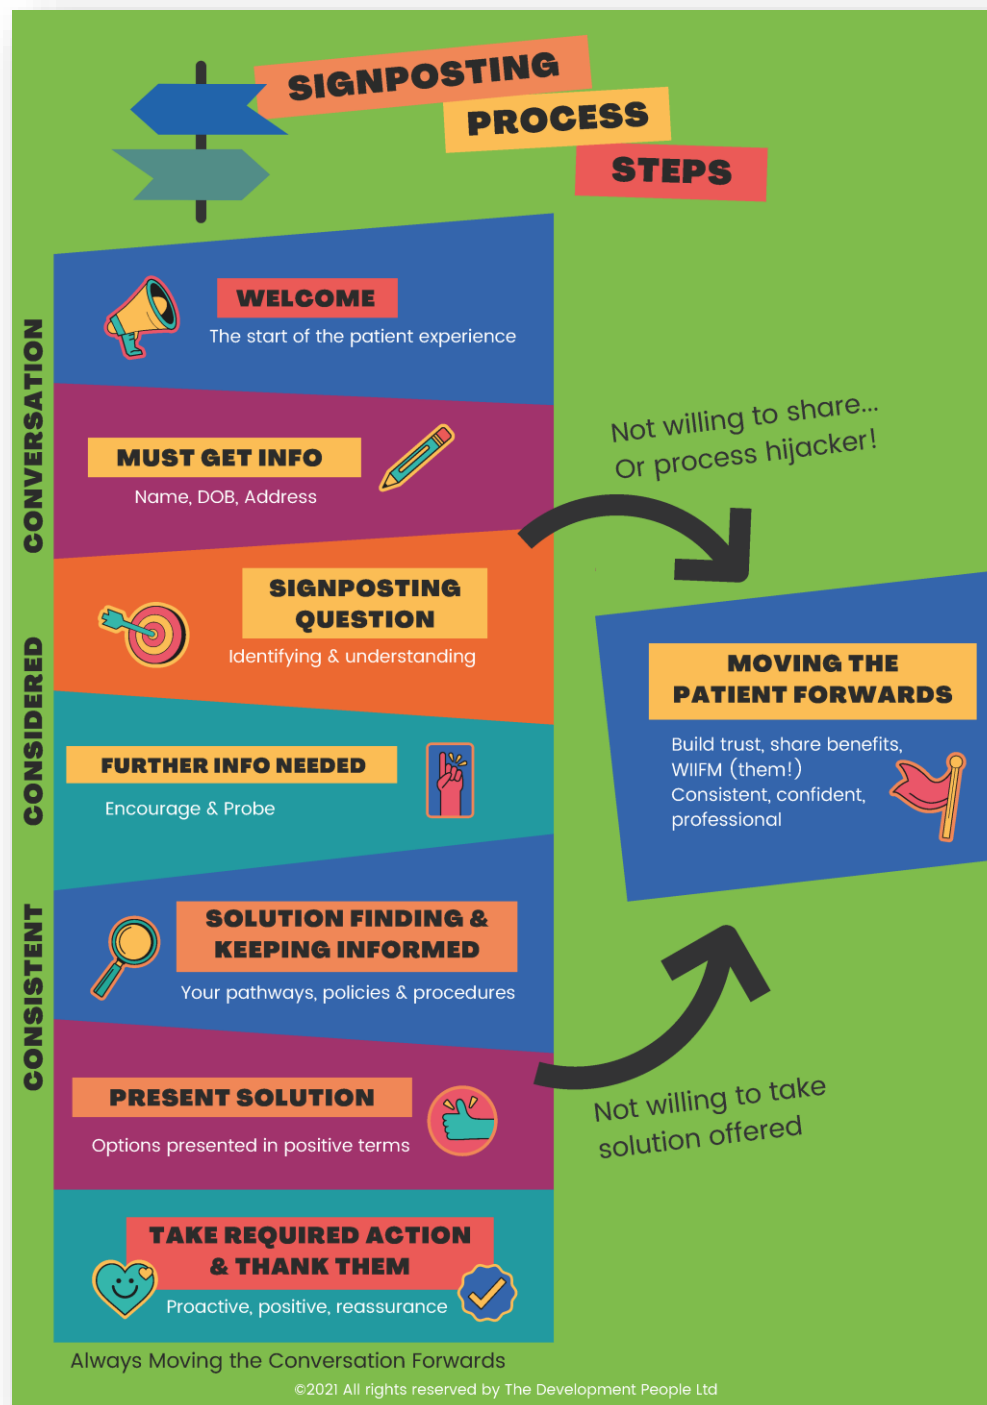 SIGNPOSTING
PROCESS
STEPS
CONVERSATION
WELCOME
The start of the patient experience
MUST GET INFO
Name, DOB, Address
Not willing to share...
Or process hijacker!
CONSIDERED
SIGNPOSTING
QUESTION
Identifying & understanding
FURTHER INFO NEEDED
Encourage & Probe
MOVING THE
PATIENT FORWARDS
Build trust, share benefits,
WIIFM (them!)
Consistent, confident,
professional
CONSISTENT
SOLUTION FINDING &
KEEPING INFORMED
Your pathways, policies & procedures
PRESENT SOLUTION
Options presented in positive terms
Not willing to take
solution offered
TAKE REQUIRED ACTION
& THANK THEM
Proactive, positive, reassurance
Always Moving the Conversation Forwards
©2021 All rights reserved by The Development People Ltd